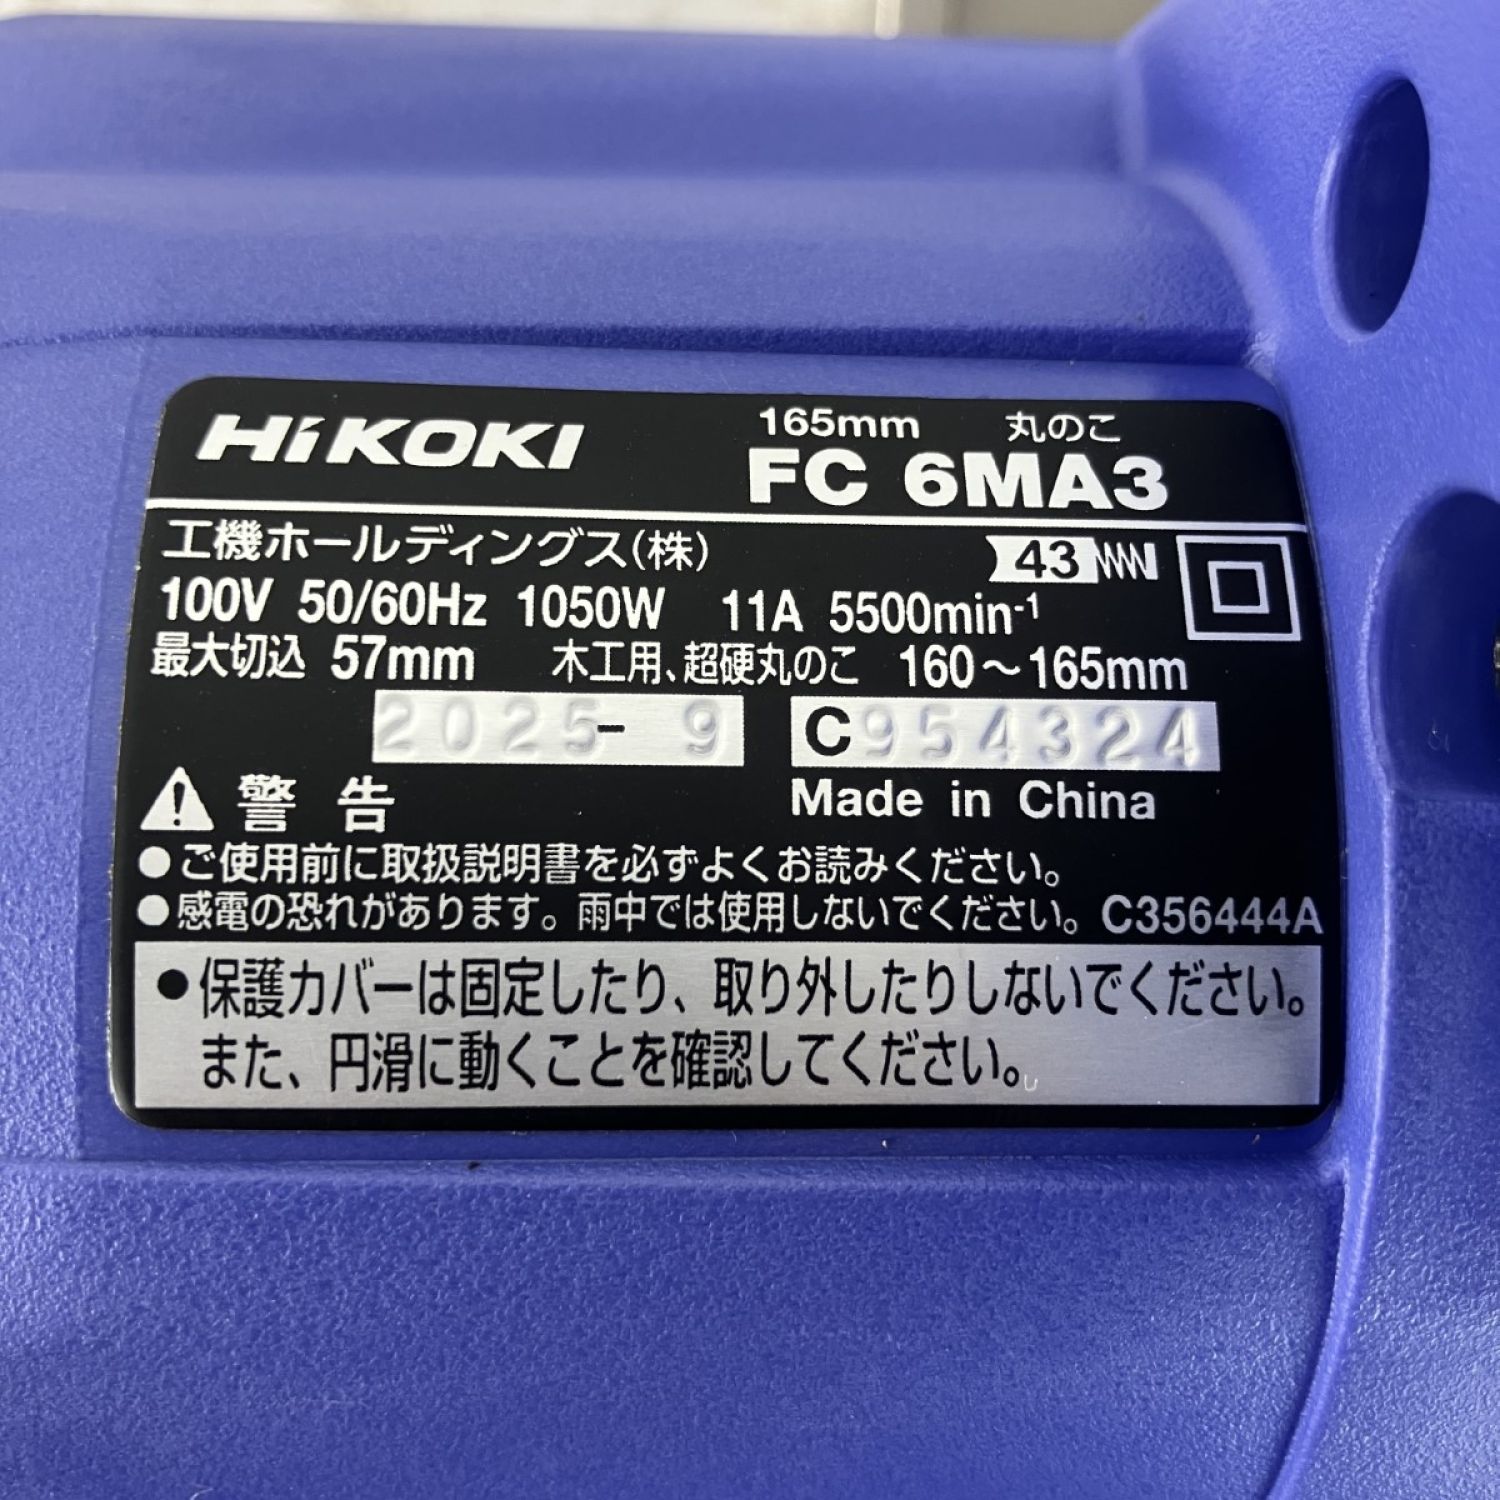 HiKOKI
165mm 丸のこ
FC 6MA3
工機ホールディングス(株)
43
100V 50/60Hz 1050W 11A 5500min-1
最大切込 57mm 木工用、超硬丸のこ 160～165mm
2025- 9 C954324
Made in China
警告
●ご使用前に取扱説明書を必ずよくお読みください。
●感電の恐れがあります。雨中では使用しないでください。 C356444A
●保護カバーは固定したり、取り外したりしないでください。
また、円滑に動くことを確認してください。